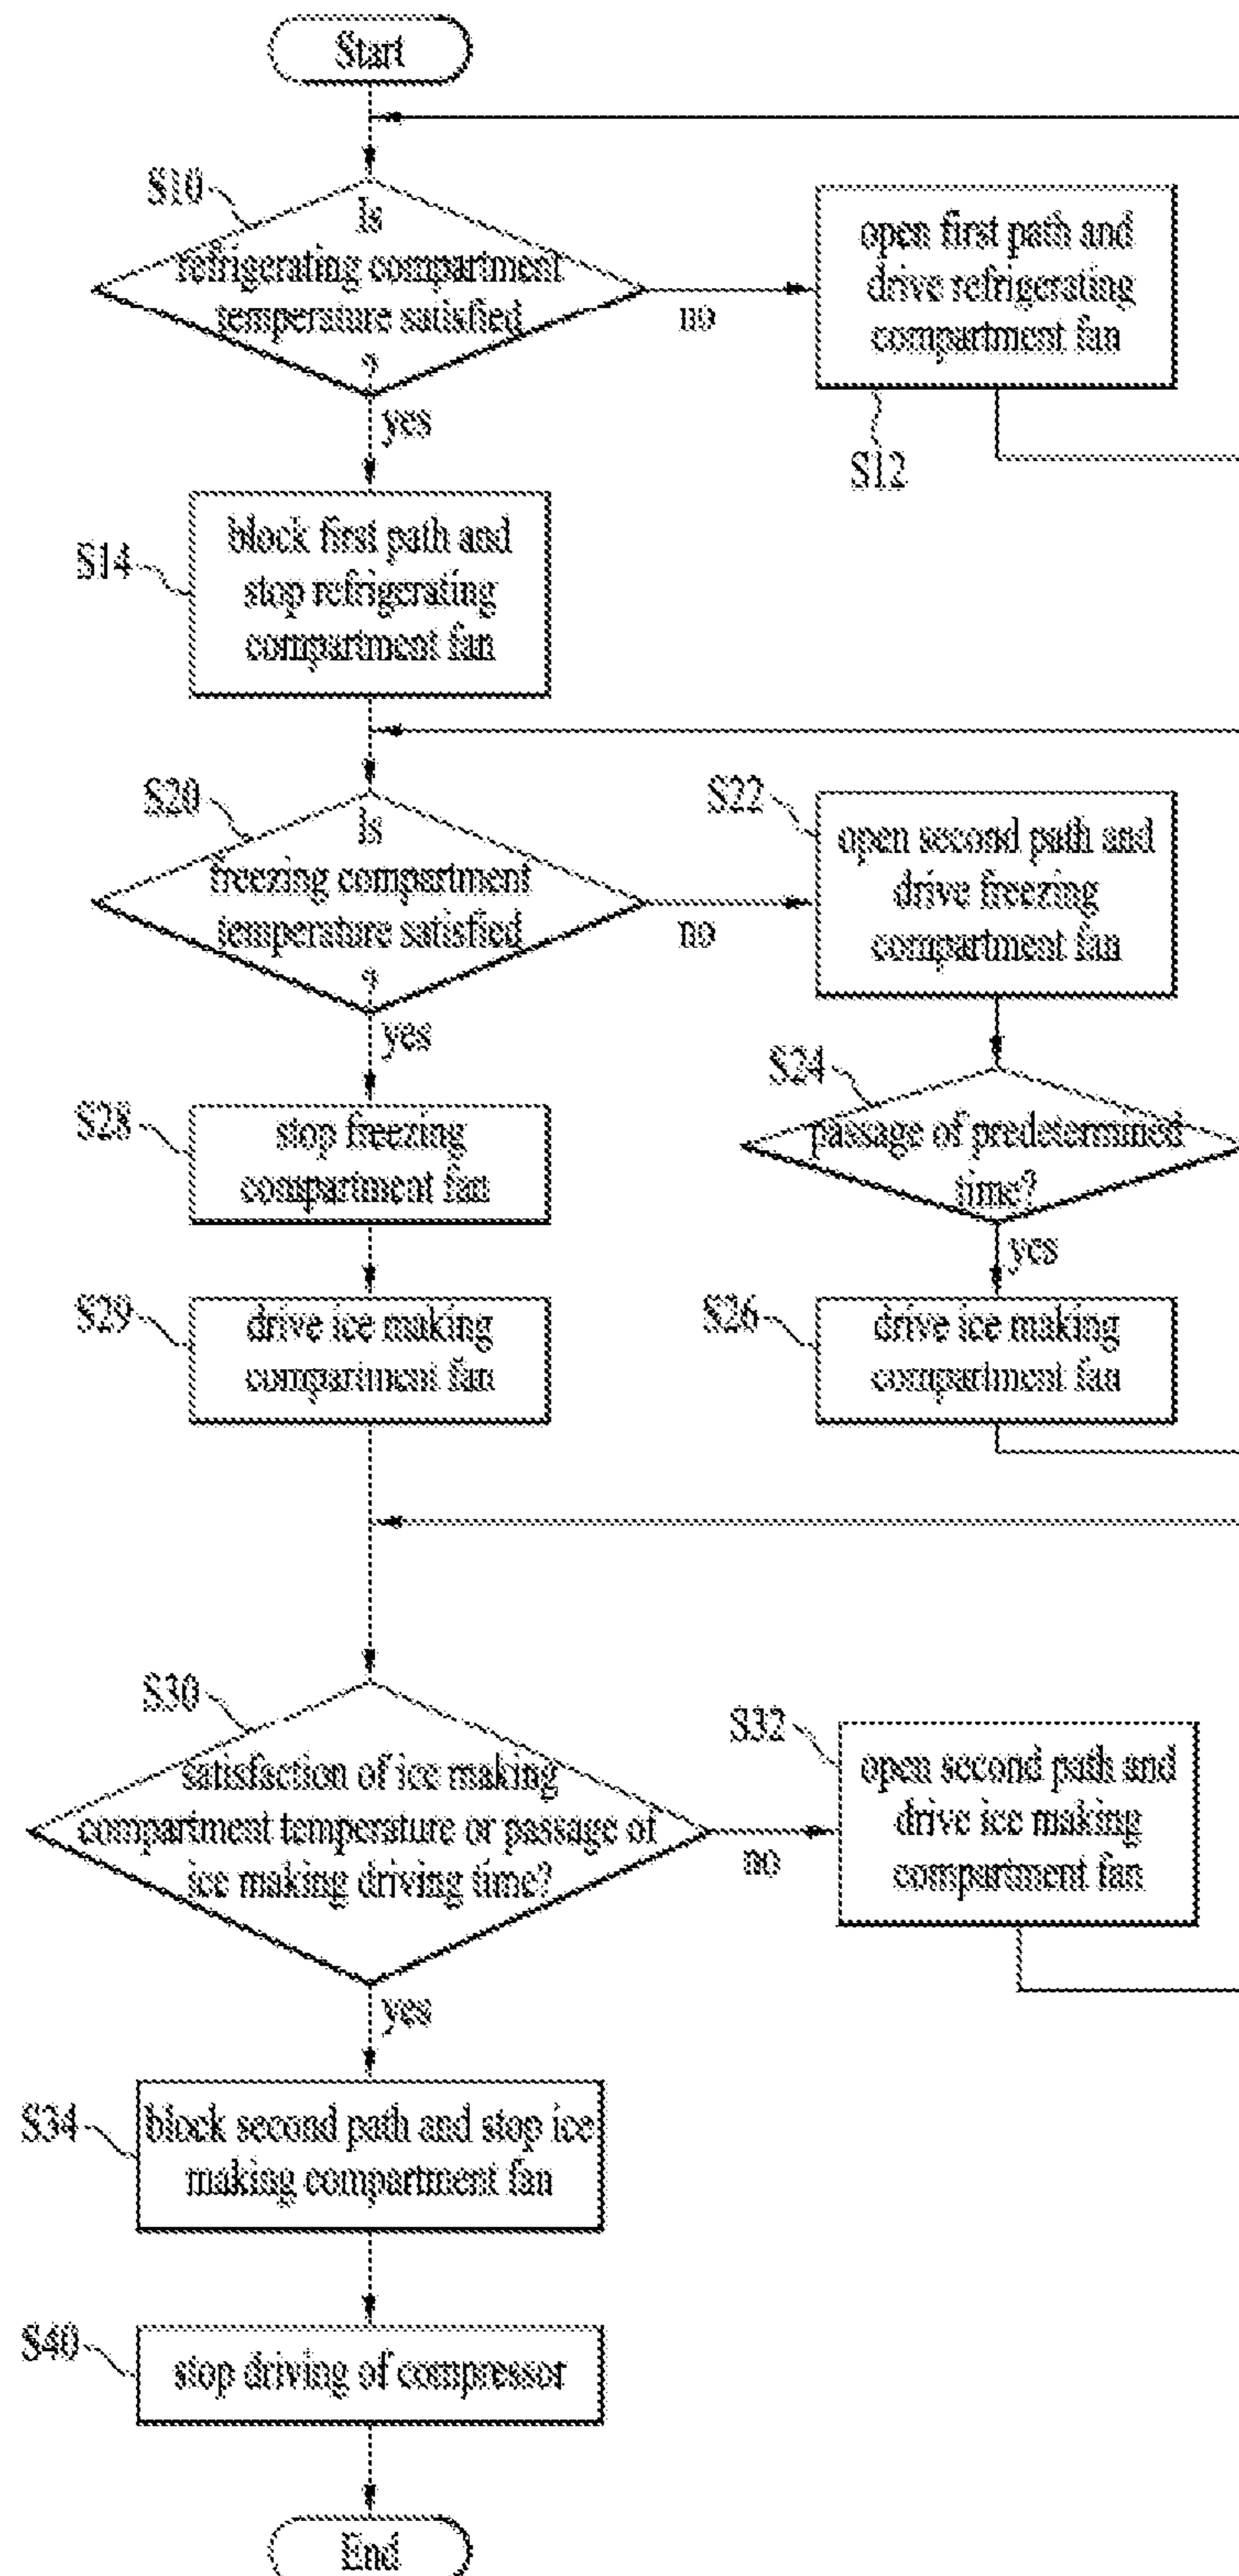 Start
S10
Is
refrigerating compartment
temperature satisfied
?
no
yes
open first path and
drive refrigerating
compartment fan
S12
S14
block first path and
stop refrigerating
compartment fan
S20
Is
freezing compartment
temperature satisfied
?
no
yes
S22
open second path and
drive freezing
compartment fan
S24
passage of predetermined
time?
yes
S28
stop freezing
compartment fan
S29
drive ice making
compartment fan
S26
drive ice making
compartment fan
S30
satisfaction of ice making
compartment temperature or passage of
ice making driving time?
no
yes
S32
open second path and
drive ice making
compartment fan
S34
block second path and stop ice
making compartment fan
S40
stop driving of compressor
End